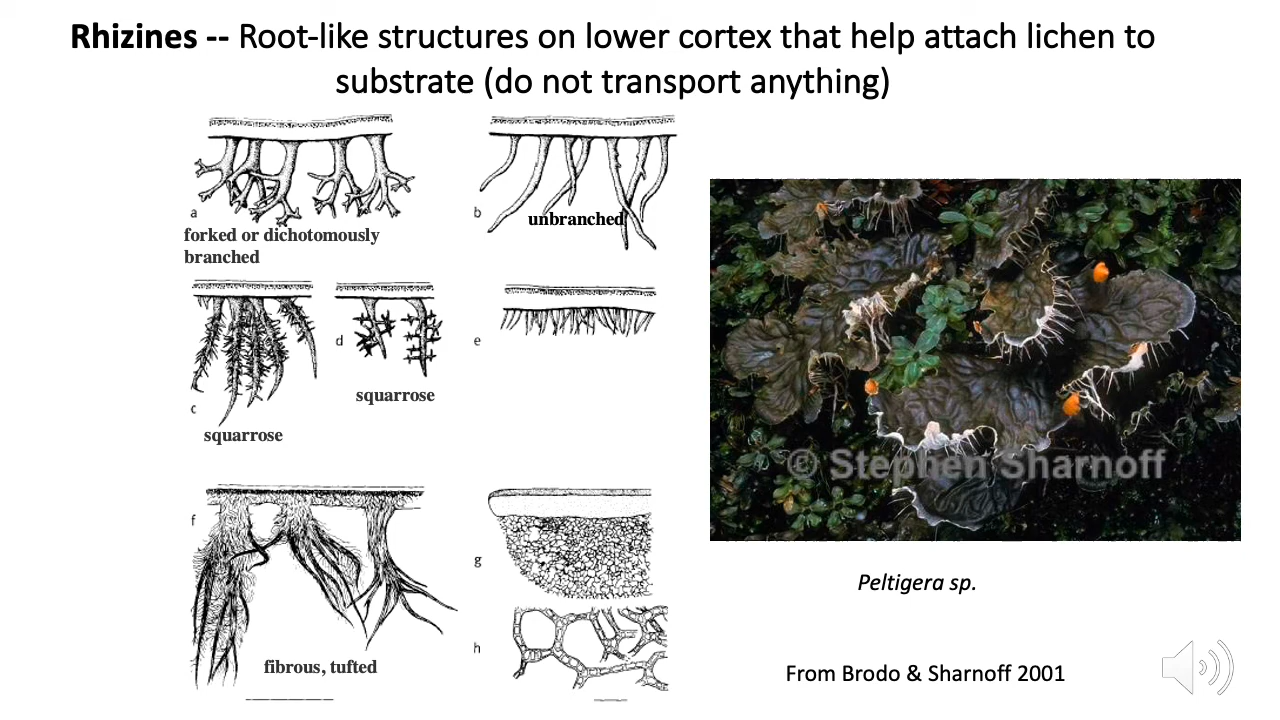 Rhizines -- Root-like structures on lower cortex that help attach lichen to
substrate (do not transport anything)
a
forked or dichotomously
branched
b
unbranched
c
squarrose
d
squarrose
e
f
fibrous, tufted
g
h
© Stephen Sharnoff
Peltigera sp.
From Brodo & Sharnoff 2001